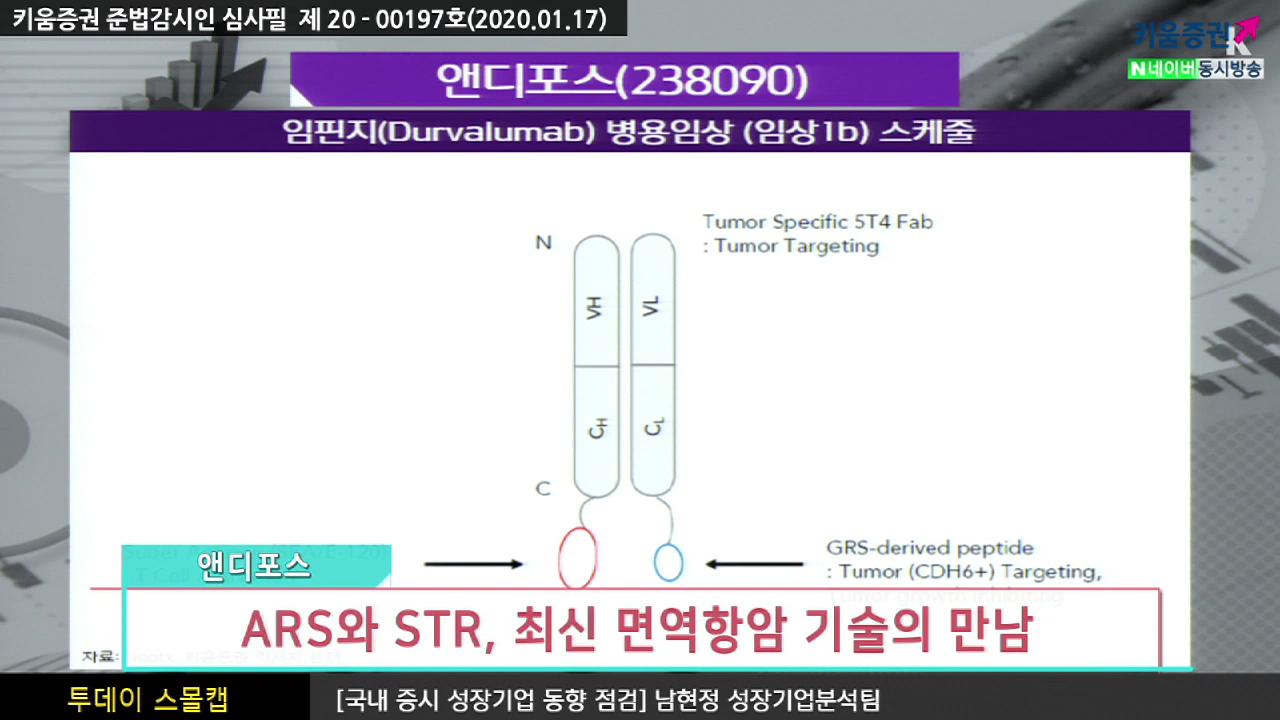 키움증권 준법감시인 심사필 제 20 - 00197호(2020.01.17)
키움증권
K
N 네이버 동시방송
앤디포스(238090)
임핀지(Durvalumab) 병용임상 (임상1b) 스케줄
Tumor Specific 5T4 Fab
: Tumor Targeting
N
VH
VL
CH
CL
C
GRS-derived peptide
: Tumor (CDH6+) Targeting,
Tumor growth inhibiting
앤디포스
ARS와 STR, 최신 면역항암 기술의 만남
자료:
투데이 스몰캡
[국내 증시 성장기업 동향 점검] 남현정 성장기업분석팀